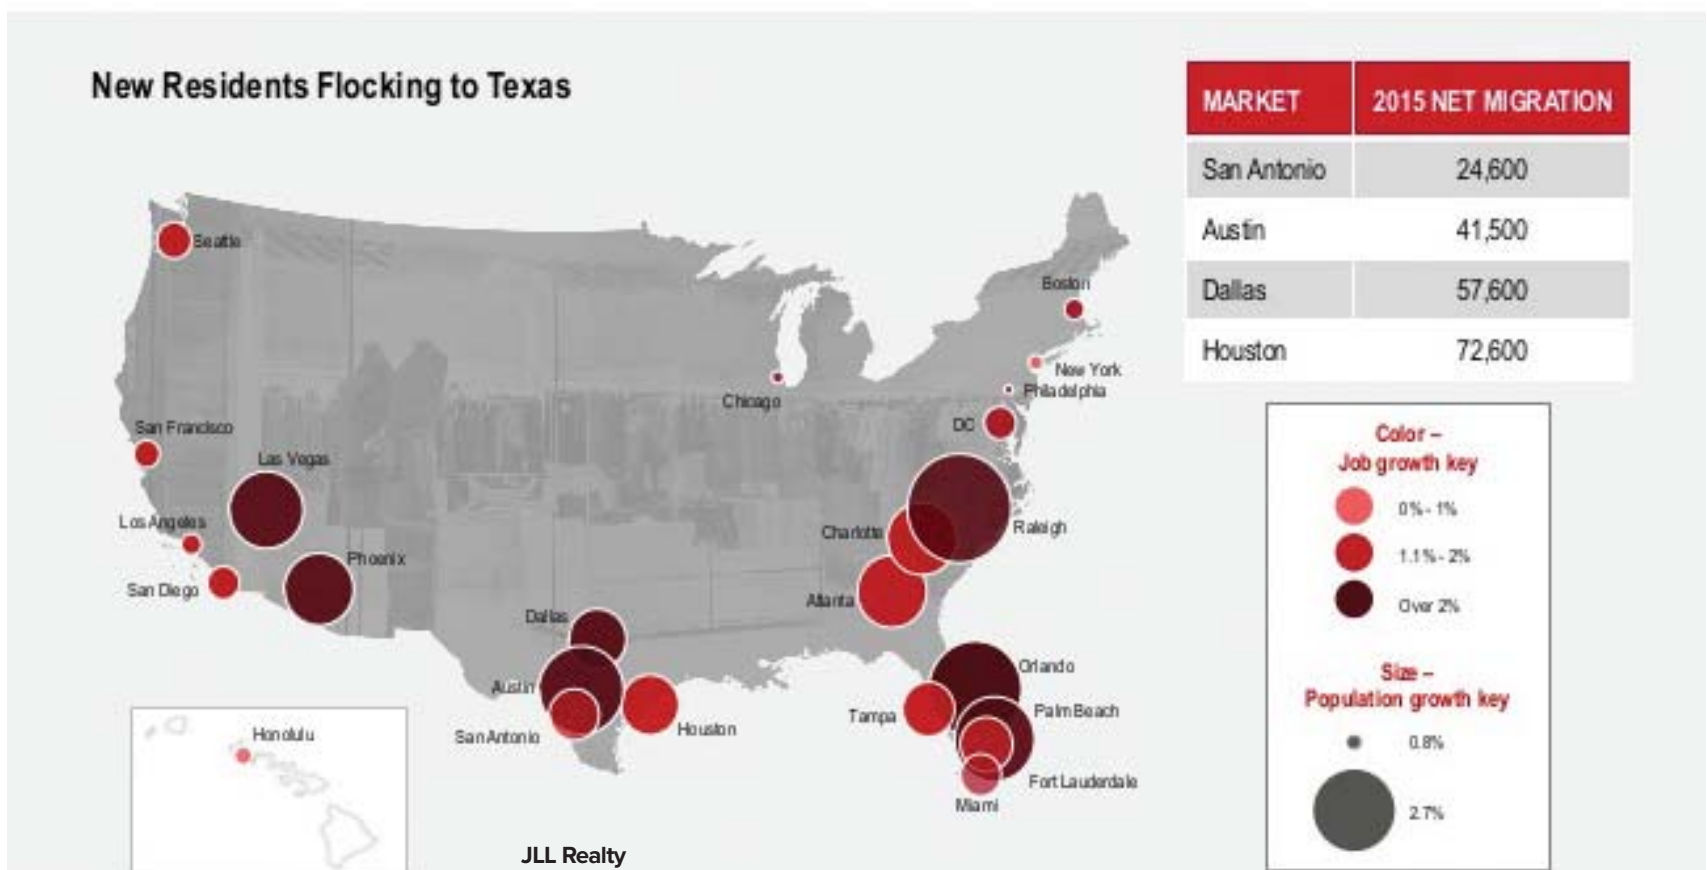 New Residents Flocking to Texas
MARKET 2015 NET MIGRATION
San Antonio 24,600
Austin 41,500
Dallas 57,600
Houston 72,600
Seattle
Boston
New York
Philadelphia
Chicago
DC
San Francisco
Las Vegas
Los Angeles
Phoenix
San Diego
Charlotte
Raleigh
Atlanta
Dallas
Austin
San Antonio
Houston
Orlando
Tampa
Palm Beach
Fort Lauderdale
Miami
Honolulu
Color –
Job growth key
0% - 1%
1.1% - 2%
Over 2%
Size –
Population growth key
0.8%
2.7%
JLL Realty